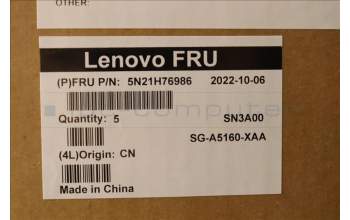 OTHER:
Lenovo FRU
(P)FRU P/N: 5N21H76986 2022-10-06
Quantity: 5 SN3A00
SG-A5160-XAA
(4L)Origin: CN
Made in China